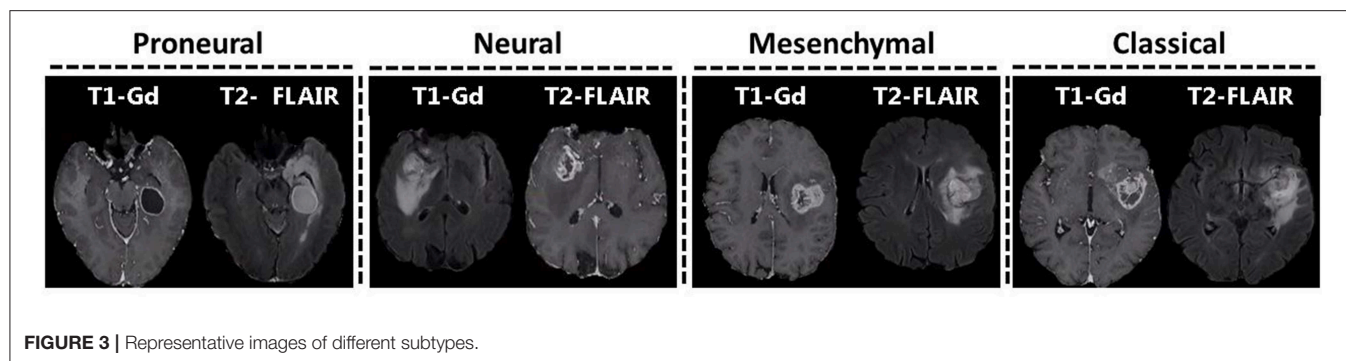 Proneural Neural Mesenchymal Classical
T1-Gd T2- FLAIR T1-Gd T2-FLAIR T1-Gd T2-FLAIR T1-Gd T2-FLAIR
FIGURE 3 | Representative images of different subtypes.